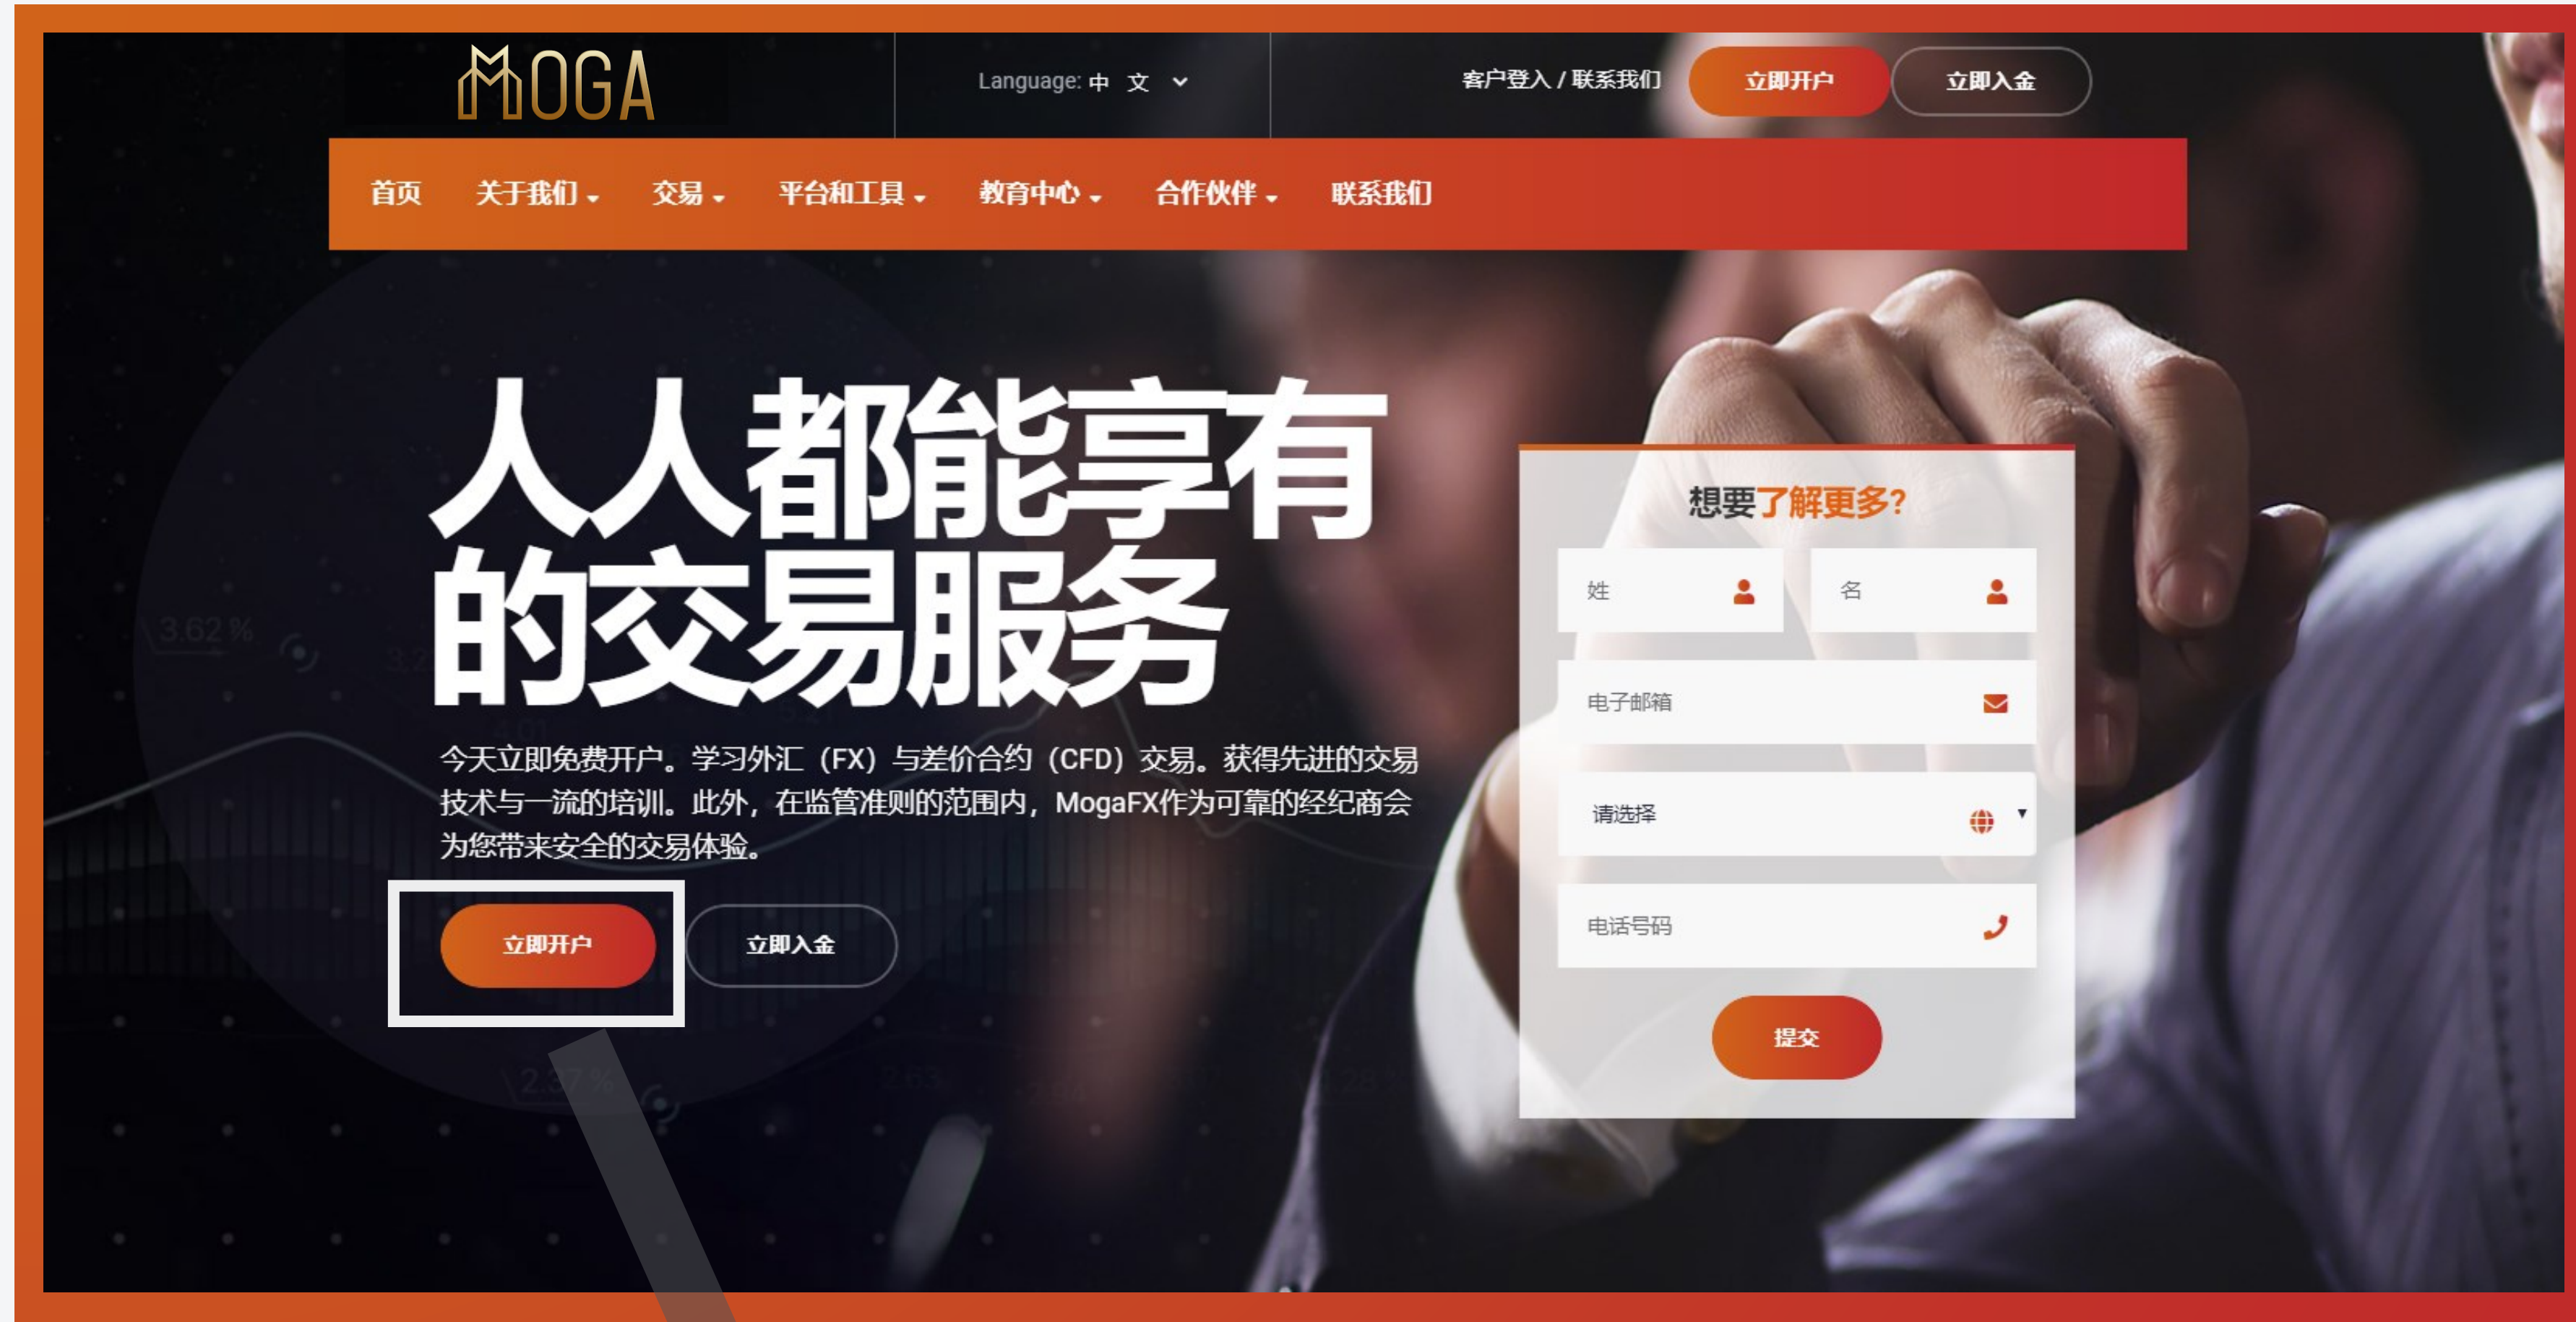 MOGA
Language: 中 文
客户登入 / 联系我们
立即开户
立即入金
首页 关于我们 交易 平台和工具 教育中心 合作伙伴 联系我们
人人都能享有
的交易服务
今天立即免费开户。学习外汇（FX）与差价合约（CFD）交易。获得先进的交易
技术与一流的培训。此外，在监管准则的范围内，MogaFX作为可靠的经纪商会
为您带来安全的交易体验。
立即开户
立即入金
想要了解更多?
姓
名
电子邮箱
请选择
电话号码
提交
3.62 %
2.37 %
2.63